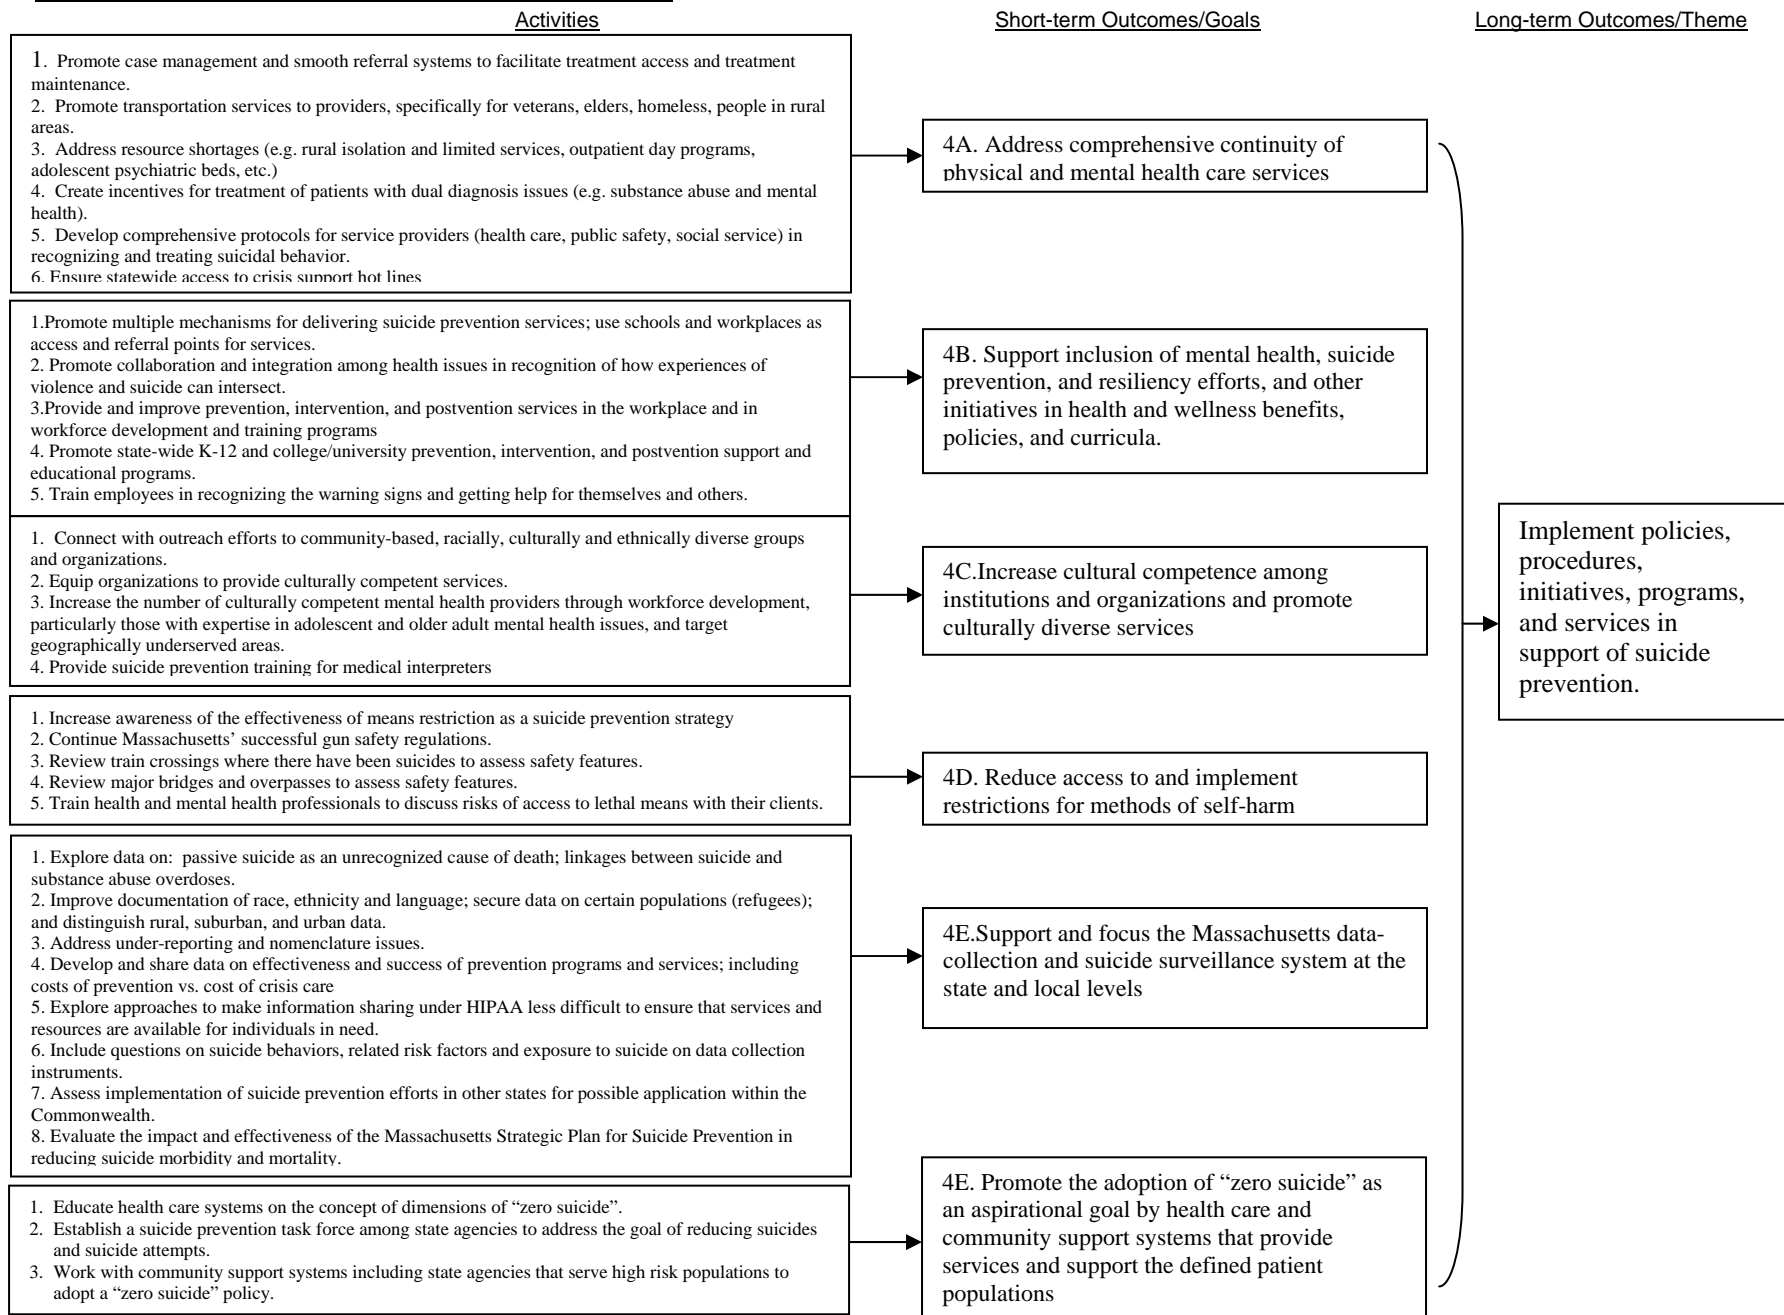 Activities
Short-term Outcomes/Goals
Long-term Outcomes/Theme
1. Promote case management and smooth referral systems to facilitate treatment access and treatment
maintenance.
2. Promote transportation services to providers, specifically for veterans, elders, homeless, people in rural
areas.
3. Address resource shortages (e.g. rural isolation and limited services, outpatient day programs,
adolescent psychiatric beds, etc.)
4. Create incentives for treatment of patients with dual diagnosis issues (e.g. substance abuse and mental
health).
5. Develop comprehensive protocols for service providers (health care, public safety, social service) in
recognizing and treating suicidal behavior.
6. Ensure statewide access to crisis support hot lines
4A. Address comprehensive continuity of
physical and mental health care services
1.Promote multiple mechanisms for delivering suicide prevention services; use schools and workplaces as
access and referral points for services.
2. Promote collaboration and integration among health issues in recognition of how experiences of
violence and suicide can intersect.
3.Provide and improve prevention, intervention, and postvention services in the workplace and in
workforce development and training programs
4. Promote state-wide K-12 and college/university prevention, intervention, and postvention support and
educational programs.
5. Train employees in recognizing the warning signs and getting help for themselves and others.
4B. Support inclusion of mental health, suicide
prevention, and resiliency efforts, and other
initiatives in health and wellness benefits,
policies, and curricula.
1. Connect with outreach efforts to community-based, racially, culturally and ethnically diverse groups
and organizations.
2. Equip organizations to provide culturally competent services.
3. Increase the number of culturally competent mental health providers through workforce development,
particularly those with expertise in adolescent and older adult mental health issues, and target
geographically underserved areas.
4. Provide suicide prevention training for medical interpreters
4C.Increase cultural competence among
institutions and organizations and promote
culturally diverse services
Implement policies,
procedures,
initiatives, programs,
and services in
support of suicide
prevention.
1. Increase awareness of the effectiveness of means restriction as a suicide prevention strategy
2. Continue Massachusetts’ successful gun safety regulations.
3. Review train crossings where there have been suicides to assess safety features.
4. Review major bridges and overpasses to assess safety features.
5. Train health and mental health professionals to discuss risks of access to lethal means with their clients.
4D. Reduce access to and implement
restrictions for methods of self-harm
1. Explore data on: passive suicide as an unrecognized cause of death; linkages between suicide and
substance abuse overdoses.
2. Improve documentation of race, ethnicity and language; secure data on certain populations (refugees);
and distinguish rural, suburban, and urban data.
3. Address under-reporting and nomenclature issues.
4. Develop and share data on effectiveness and success of prevention programs and services; including
costs of prevention vs. cost of crisis care
5. Explore approaches to make information sharing under HIPAA less difficult to ensure that services and
resources are available for individuals in need.
6. Include questions on suicide behaviors, related risk factors and exposure to suicide on data collection
instruments.
7. Assess implementation of suicide prevention efforts in other states for possible application within the
Commonwealth.
8. Evaluate the impact and effectiveness of the Massachusetts Strategic Plan for Suicide Prevention in
reducing suicide morbidity and mortality.
4E.Support and focus the Massachusetts data-
collection and suicide surveillance system at the
state and local levels
1. Educate health care systems on the concept of dimensions of “zero suicide”.
2. Establish a suicide prevention task force among state agencies to address the goal of reducing suicides
and suicide attempts.
3. Work with community support systems including state agencies that serve high risk populations to
adopt a “zero suicide” policy.
4E. Promote the adoption of “zero suicide” as
an aspirational goal by health care and
community support systems that provide
services and support the defined patient
populations